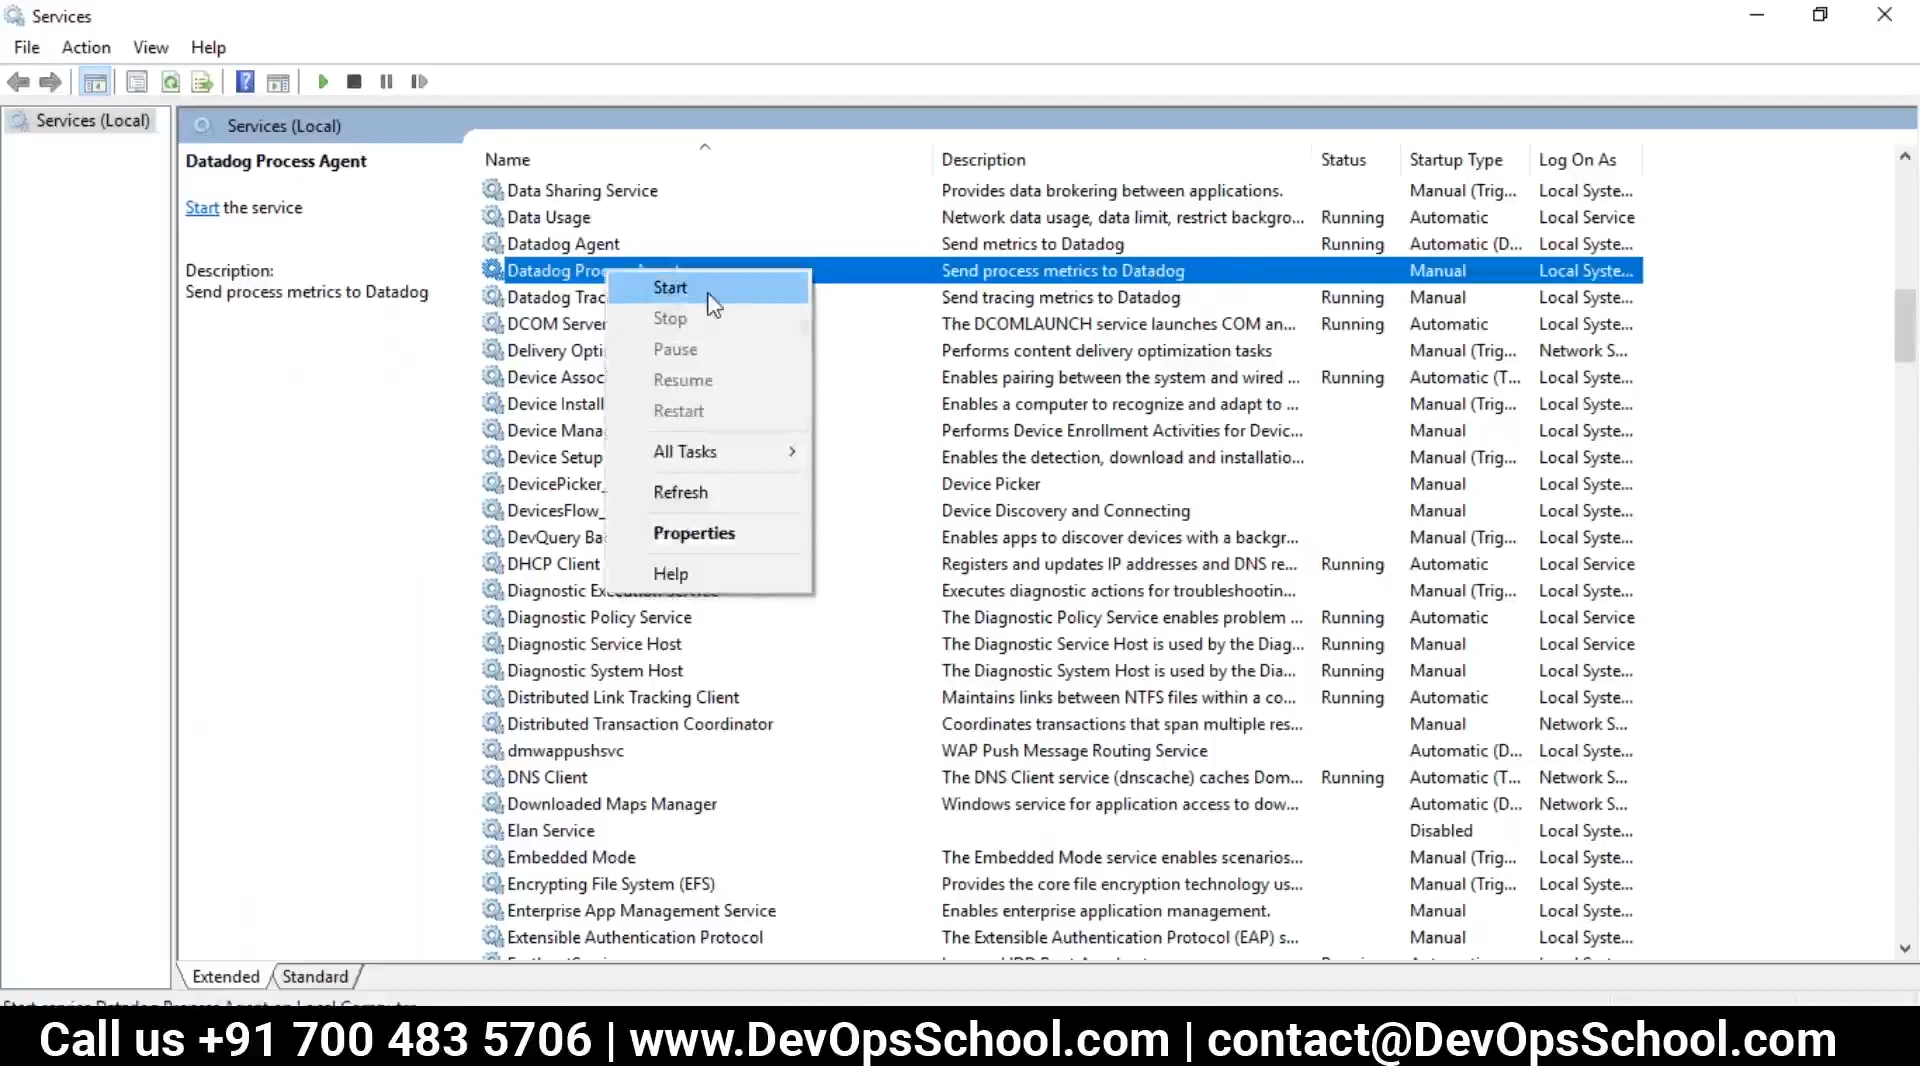 Services
File Action View Help
Services (Local)
Services (Local)
Datadog Process Agent
Start the service
Description:
Send process metrics to Datadog
Name Description Status Startup Type Log On As
Data Sharing Service Provides data brokering between applications. Manual (Trig... Local Syste...
Data Usage Network data usage, data limit, restrict backgro... Running Automatic Local Service
Datadog Agent Send metrics to Datadog Running Automatic (D... Local Syste...
Datadog Proc Send process metrics to Datadog Manual Local Syste...
Datadog Trac Send tracing metrics to Datadog Running Manual Local Syste...
DCOM Server The DCOMLAUNCH service launches COM an... Running Automatic Local Syste...
Delivery Opti Performs content delivery optimization tasks Manual (Trig... Network S...
Device Assoc Enables pairing between the system and wired ... Running Automatic (T... Local Syste...
Device Install Enables a computer to recognize and adapt to ... Manual (Trig... Local Syste...
Device Mana Performs Device Enrollment Activities for Devic... Manual Local Syste...
Device Setup Enables the detection, download and installatio... Manual (Trig... Local Syste...
DevicePicker_ Device Picker Manual Local Syste...
DevicesFlow_ Device Discovery and Connecting Manual Local Syste...
DevQuery Ba Enables apps to discover devices with a backgr... Manual (Trig... Local Syste...
DHCP Client Registers and updates IP addresses and DNS re... Running Automatic Local Service
Diagnostic Execution Service Executes diagnostic actions for troubleshootin... Manual (Trig... Local Syste...
Diagnostic Policy Service The Diagnostic Policy Service enables problem ... Running Automatic Local Service
Diagnostic Service Host The Diagnostic Service Host is used by the Diag... Running Manual Local Service
Diagnostic System Host The Diagnostic System Host is used by the Dia... Running Manual Local Syste...
Distributed Link Tracking Client Maintains links between NTFS files within a co... Running Automatic Local Syste...
Distributed Transaction Coordinator Coordinates transactions that span multiple res... Manual Network S...
dmwappushsvc WAP Push Message Routing Service Automatic (D... Local Syste...
DNS Client The DNS Client service (dnscache) caches Dom... Running Automatic (T... Network S...
Downloaded Maps Manager Windows service for application access to dow... Automatic (D... Network S...
Elan Service Disabled Local Syste...
Embedded Mode The Embedded Mode service enables scenarios... Manual (Trig... Local Syste...
Encrypting File System (EFS) Provides the core file encryption technology us... Manual (Trig... Local Syste...
Enterprise App Management Service Enables enterprise application management. Manual Local Syste...
Extensible Authentication Protocol The Extensible Authentication Protocol (EAP) s... Manual Local Syste...
Start
Stop
Pause
Resume
Restart
All Tasks
Refresh
Properties
Help
Extended Standard
Start service Datadog Process Agent on Local Computer
Call us +91 700 483 5706 | www.DevOpsSchool.com | contact@DevOpsSchool.com